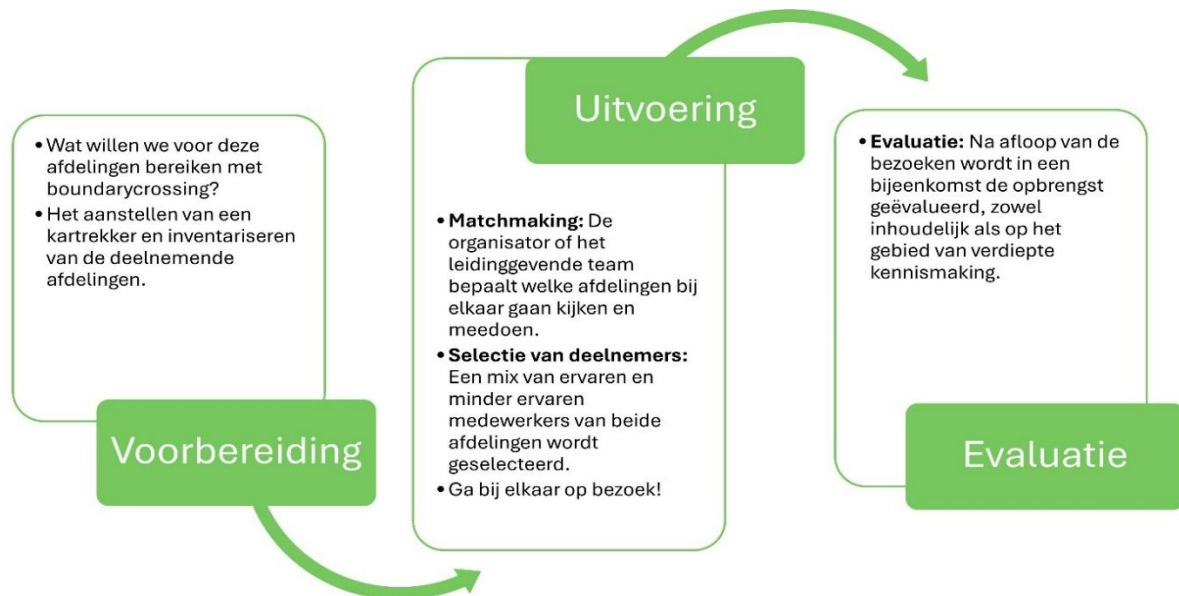 • Wat willen we voor deze
afdelingen bereiken met
boundarycrossing?
• Het aanstellen van een
kartrekker en inventariseren
van de deelnemende
afdelingen.
Voorbereiding
Uitvoering
• Matchmaking: De
organisator of het
leidinggevende team
bepaalt welke afdelingen bij
elkaar gaan kijken en
meedoen.
• Selectie van deelnemers:
Een mix van ervaren en
minder ervaren
medewerkers van beide
afdelingen wordt
geselecteerd.
• Ga bij elkaar op bezoek!
• Evaluatie: Na afloop van de
bezoeken wordt in een
bijeenkomst de opbrengst
geëvalueerd, zowel
inhoudelijk als op het
gebied van verdiepte
kennismaking.
Evaluatie